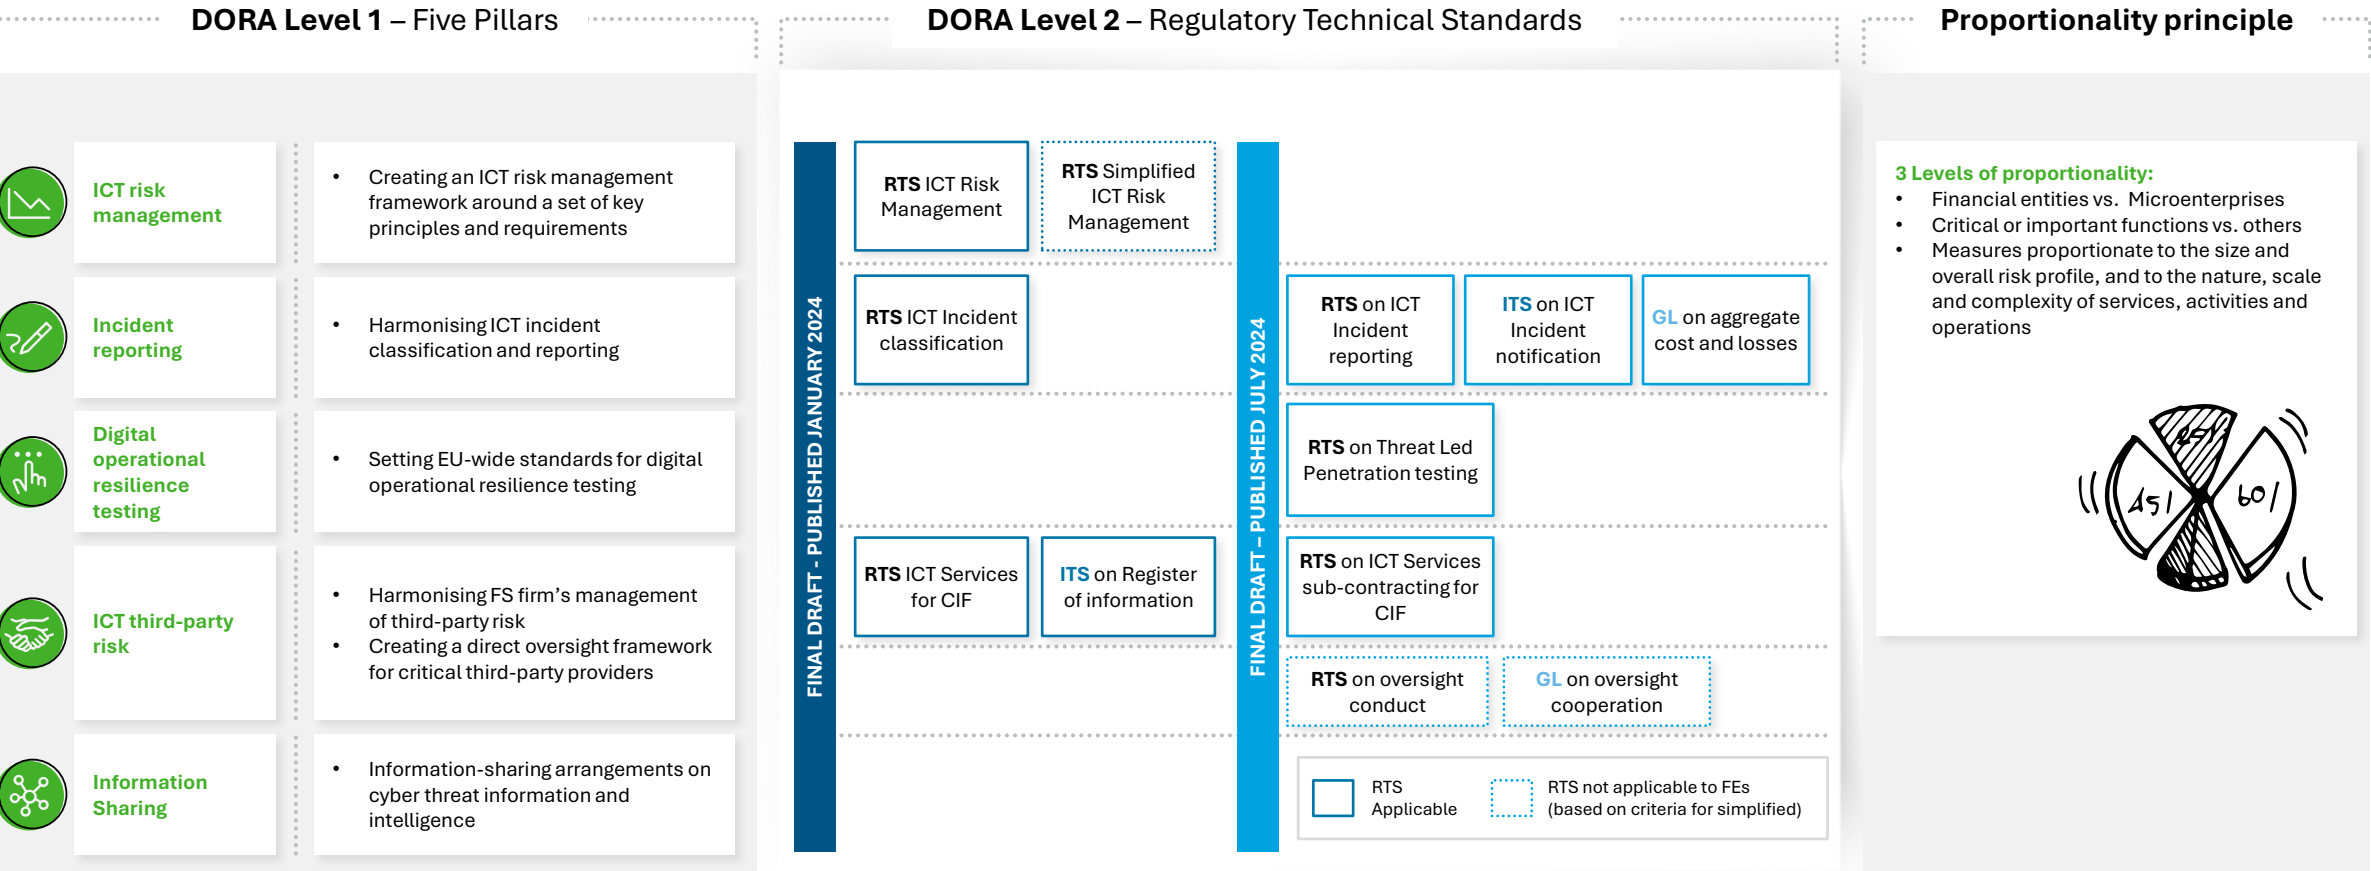 DORA Level 1 – Five Pillars
ICT risk
management
• Creating an ICT risk management
framework around a set of key
principles and requirements
Incident
reporting
• Harmonising ICT incident
classification and reporting
Digital
operational
resilience
testing
• Setting EU-wide standards for digital
operational resilience testing
ICT third-party
risk
• Harmonising FS firm’s management
of third-party risk
• Creating a direct oversight framework
for critical third-party providers
Information
Sharing
• Information-sharing arrangements on
cyber threat information and
intelligence
DORA Level 2 – Regulatory Technical Standards
FINAL DRAFT - PUBLISHED JANUARY 2024
RTS ICT Risk
Management
RTS Simplified
ICT Risk
Management
RTS ICT Incident
classification
RTS ICT Services
for CIF
ITS on Register
of information
FINAL DRAFT – PUBLISHED JULY 2024
RTS on ICT
Incident
reporting
ITS on ICT
Incident
notification
GL on aggregate
cost and losses
RTS on Threat Led
Penetration testing
RTS on ICT Services
sub-contracting for
CIF
RTS on oversight
conduct
GL on oversight
cooperation
RTS
Applicable
RTS not applicable to FEs
(based on criteria for simplified)
Proportionality principle
3 Levels of proportionality:
• Financial entities vs. Microenterprises
• Critical or important functions vs. others
• Measures proportionate to the size and
overall risk profile, and to the nature, scale
and complexity of services, activities and
operations